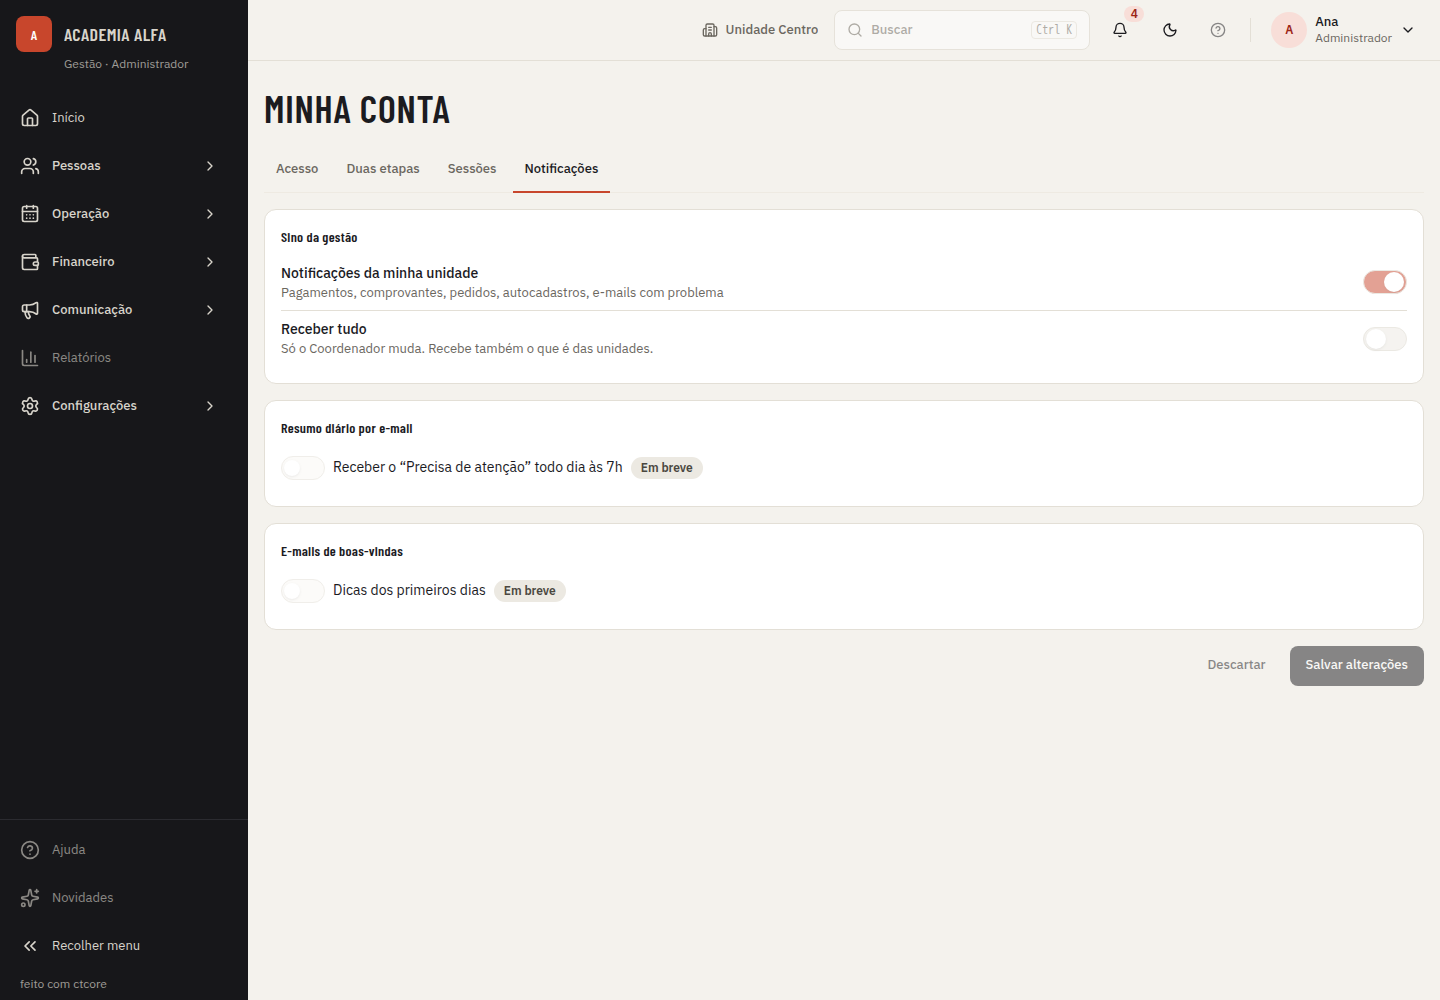 A
ACADEMIA ALFA
Gestão · Administrador
Início
Pessoas
Operação
Financeiro
Comunicação
Relatórios
Configurações
Ajuda
Novidades
Recolher menu
feito com ctcore
Unidade Centro
Buscar
Ctrl K
4
A
Ana
Administrador
MINHA CONTA
Acesso
Duas etapas
Sessões
Notificações
Sino da gestão
Notificações da minha unidade
Pagamentos, comprovantes, pedidos, autocadastros, e-mails com problema
Receber tudo
Só o Coordenador muda. Recebe também o que é das unidades.
Resumo diário por e-mail
Receber o “Precisa de atenção” todo dia às 7h
Em breve
E-mails de boas-vindas
Dicas dos primeiros dias
Em breve
Descartar
Salvar alterações